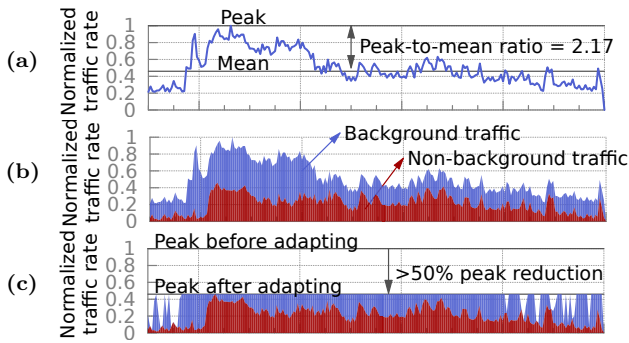 (a)
Normalized
traffic rate
1
0.8
0.6
0.4
0.2
0
Peak
Peak-to-mean ratio = 2.17
Mean
(b)
Normalized
traffic rate
1
0.8
0.6
0.4
0.2
0
Background traffic
Non-background traffic
(c)
Normalized
traffic rate
1
0.8
0.6
0.4
0.2
0
Peak before adapting
>50% peak reduction
Peak after adapting